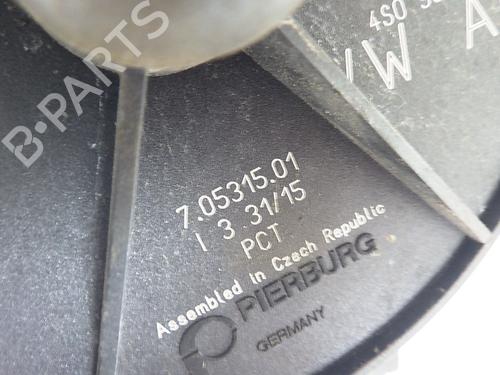 B-PARTS
4S0
VW A
7.05315.01
I 3 31/15
PCT
Assembled in Czech Republic
PIERBURG
GERMANY